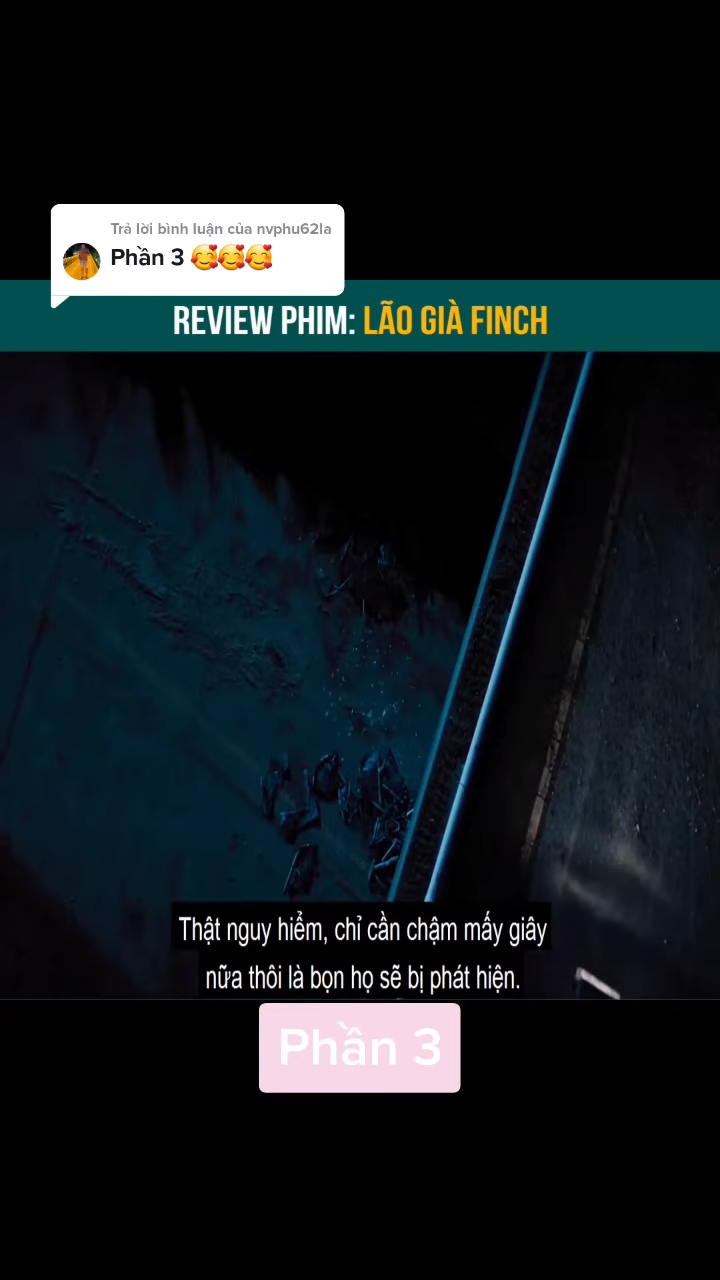 Trả lời bình luận của nvphu62la
Phần 3 🥰🥰🥰
REVIEW PHIM: LÃO GIÀ FINCH
Thật nguy hiểm, chỉ cần chậm mấy giây
nữa thôi là bọn họ sẽ bị phát hiện.
Phần 3